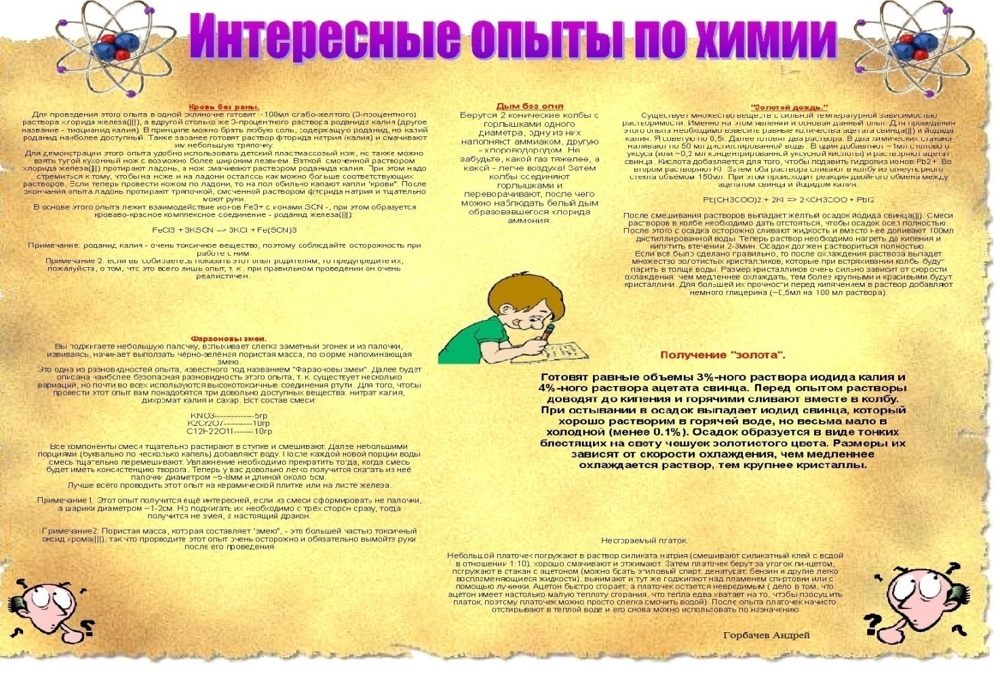 Интересные опыты по химии
Кровь без раны.
Для проведения этого опыта в одной скляночке готовят ~100мл слабо-желтого (3-процентного)
раствора хлорида железа(|||), а в другой столько же 3-процентного раствора роданида калия (другое
название - тиоцианид калия). В принципе можно брать любую соль, содержащую роданид, но калий
роданид наиболее доступный. Также заранее готовят раствор фторида натрия (калия) и смачивают
им небольшую тряпочку.
Для демонстрации этого опыта удобно использовать детский пластмассовый нож, но также можно
взять тупой кухонный нож с возможно более широким лезвием. Ваткой смоченной раствором
хлорида железа(|||) протирают ладонь, а нож смачивают раствором роданида калия. При этом надо
стремиться к тому, чтобы на ноже и на ладони осталось как можно больше соответствующих
растворов. Если теперь провести ножом по ладони, то на пол обильно капают капли "крови". После
окончания опыта ладонь протирают тряпочкой, смоченной раствором фторида натрия и тщательно
моют руки.
В основе этого опыта лежит взаимодействие ионов Fe3+ с ионами SCN -, при этом образуется
кроваво-красное комплексное соединение - роданид железа(|||):
FeCl3 + 3KSCN --> 3KCl + Fe(SCN)3
Примечание: роданид калия - очень токсичное вещество, поэтому соблюдайте осторожность при
работе с ним.
Примечание 2: если вы собираетесь показать этот опыт родителям, то предупредите их,
пожалуйста, о том, что это всего лишь опыт, т. к. при правильном проведении он очень
реалистичен.
Дым без огня
Берутся 2 конические колбы с
горлышками одного
диаметра, одну из них
наполняют аммиаком, другую
- хлороводородом. Не
забудьте, какой газ тяжелее, а
какой - легче воздуха! Затем
колбы соединяют
горлышками и
переворачивают, после чего
можно наблюдать белый дым
образовавшегося хлорида
аммония.
"Золотой дождь."
Существует множество веществ с сильной температурной зависимостью
растворимости. Именно на этом явлении и основан данный опыт. Для проведения
этого опыта необходимо взвесить равные количества ацетата свинца(||) и йодида
калия. Я советую по 0,5г. Далее готовят два раствора. В два химических стакана
наливают по 50 мл дистиллированной воды. В один добавляют ~1мл столового
уксуса (или ~0,2 мл концентрированной уксусной кислоты) и растворяют ацетат
свинца. Кислота добавляется для того, чтобы подавить гидролиз ионов Pb2+. Во
втором растворяют KI. Затем оба раствора сливают в колбу из огнеупорного
стекла объёмом 150мл. При этом происходит реакция двойного обмена между
ацетатом свинца и йодидом калия:
Pb(CH3COO)2 + 2KI => 2KCH3COO + PbI2
После смешивания растворов выпадает жёлтый осадок йодида свинца(||). Смеси
растворов в колбе необходимо дать отстояться, чтобы осадок осел полностью.
После этого с осадка осторожно сливают жидкость и вместо неё доливают 100мл
дистиллированной воды. Теперь раствор необходимо нагреть до кипения и
кипятить втечении 2-3мин. Осадок должен раствориться полностью.
Если всё было сделано правильно, то после охлаждения раствора выпадет
множество золотистых кристалликов, которые при встряхивании колбы будут
парить в толще воды. Размер кристалликов очень сильно зависит от скорости
охлаждения: чем медленнее охлаждать, тем более крупными и красивыми будут
кристаллики. Для большей их прочности перед кипячением в раствор добавляют
немного глицерина (~0,5мл на 100 мл раствора).
Фараоновы змеи.
Вы поджигаете небольшую палочку, вспыхивает слегка заметный огонек и из палочки,
извиваясь, начинает выползать чёрно-зелёная пористая масса, по форме напоминающая
змею.
Это одна из разновидностей опыта, известного под названием "Фараоновы змеи". Далее будет
описана наиболее безопасная разновидность этого опыта, т. к. существует несколько
вариаций, но почти во всех используются высокотоксичные соединения ртути. Для того, чтобы
провести этот опыт вам понадобятся три довольно доступных вещества: нитрат калия,
дихромат калия и сахар. Вот состав смеси:
KNO3--------------5гр
K2Cr2O7----------10гр
C12H22O11-------10гр
Все компоненты смеси тщательно растирают в ступке и смешивают. Далее небольшими
порциями (буквально по несколько капель) добавляют воду. После каждой новой порции воды
смесь тщательно перемешивают. Увлажнение необходимо прекратить тогда, когда смесь
будет иметь консистенцию творога. Теперь у вас довольно легко получится скатать из неё
палочки диаметром ~5-8мм и длиной около 5см.
Лучше всего проводить этот опыт на керамической плитке или на листе железа.
Примечание1: Этот опыт получится ещё интересней, если из смеси сформировать не палочки,
а шарики диаметром ~1-2см. Но поджигать их необходимо с трёх сторон сразу, тогда
получится не змея, а настоящий дракон.
Примечание2: Пористая масса, которая составляет "змею", - это большей частью токсичный
оксид хрома(|||), так что прорводите этот опыт очень осторожно и обязательно вымойте руки
после его проведения
Получение "золота".
Готовят равные объемы 3%-ного раствора иодида калия и
4%-ного раствора ацетата свинца. Перед опытом растворы
доводят до кипения и горячими сливают вместе в колбу.
При остывании в осадок выпадает иодид свинца, который
хорошо растворим в горячей воде, но весьма мало в
холодной (менее 0.1%). Осадок образуется в виде тонких
блестящих на свету чешуек золотистого цвета. Размеры их
зависят от скорости охлаждения, чем медленнее
охлаждается раствор, тем крупнее кристаллы.
Несгораемый платок.
Небольшой платочек погружают в раствор силиката натрия (смешивают силикатный клей с водой
в отношении 1:10), хорошо смачивают и отжимают. Затем платочек берут за уголок пинцетом,
погружают в стакан с ацетоном (можно брать этиловый спирт, денатурат, бензин и другие легко
воспламеняющиеся жидкости), вынимают и тут же поджигают над пламенем спиртовки или с
помощью лучинки. Ацетон быстро сгорает, а платочек остается невредимым ( дело в том, что
ацетон имеет настолько малую теплоту сгорания, что тепла едва хватает на то, чтобы просушить
платок, поэтому платочек можно просто слегка смочить водой). После опыта платочек начисто
отстирывают в теплой воде и его снова можно использовать по назначению
Горбачев Андрей